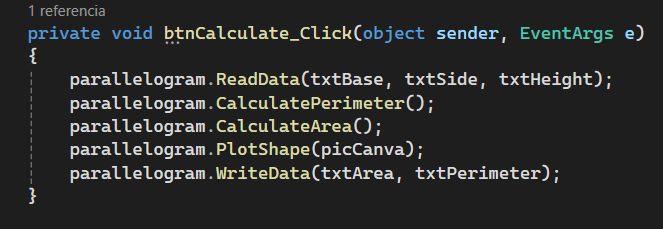 1 referencia
private void btnCalculate_Click(object sender, EventArgs e)
{
parallelogram.ReadData(txtBase, txtSide, txtHeight);
parallelogram.CalculatePerimeter();
parallelogram.CalculateArea();
parallelogram.PlotShape(picCanva);
parallelogram.WriteData(txtArea, txtPerimeter);
}